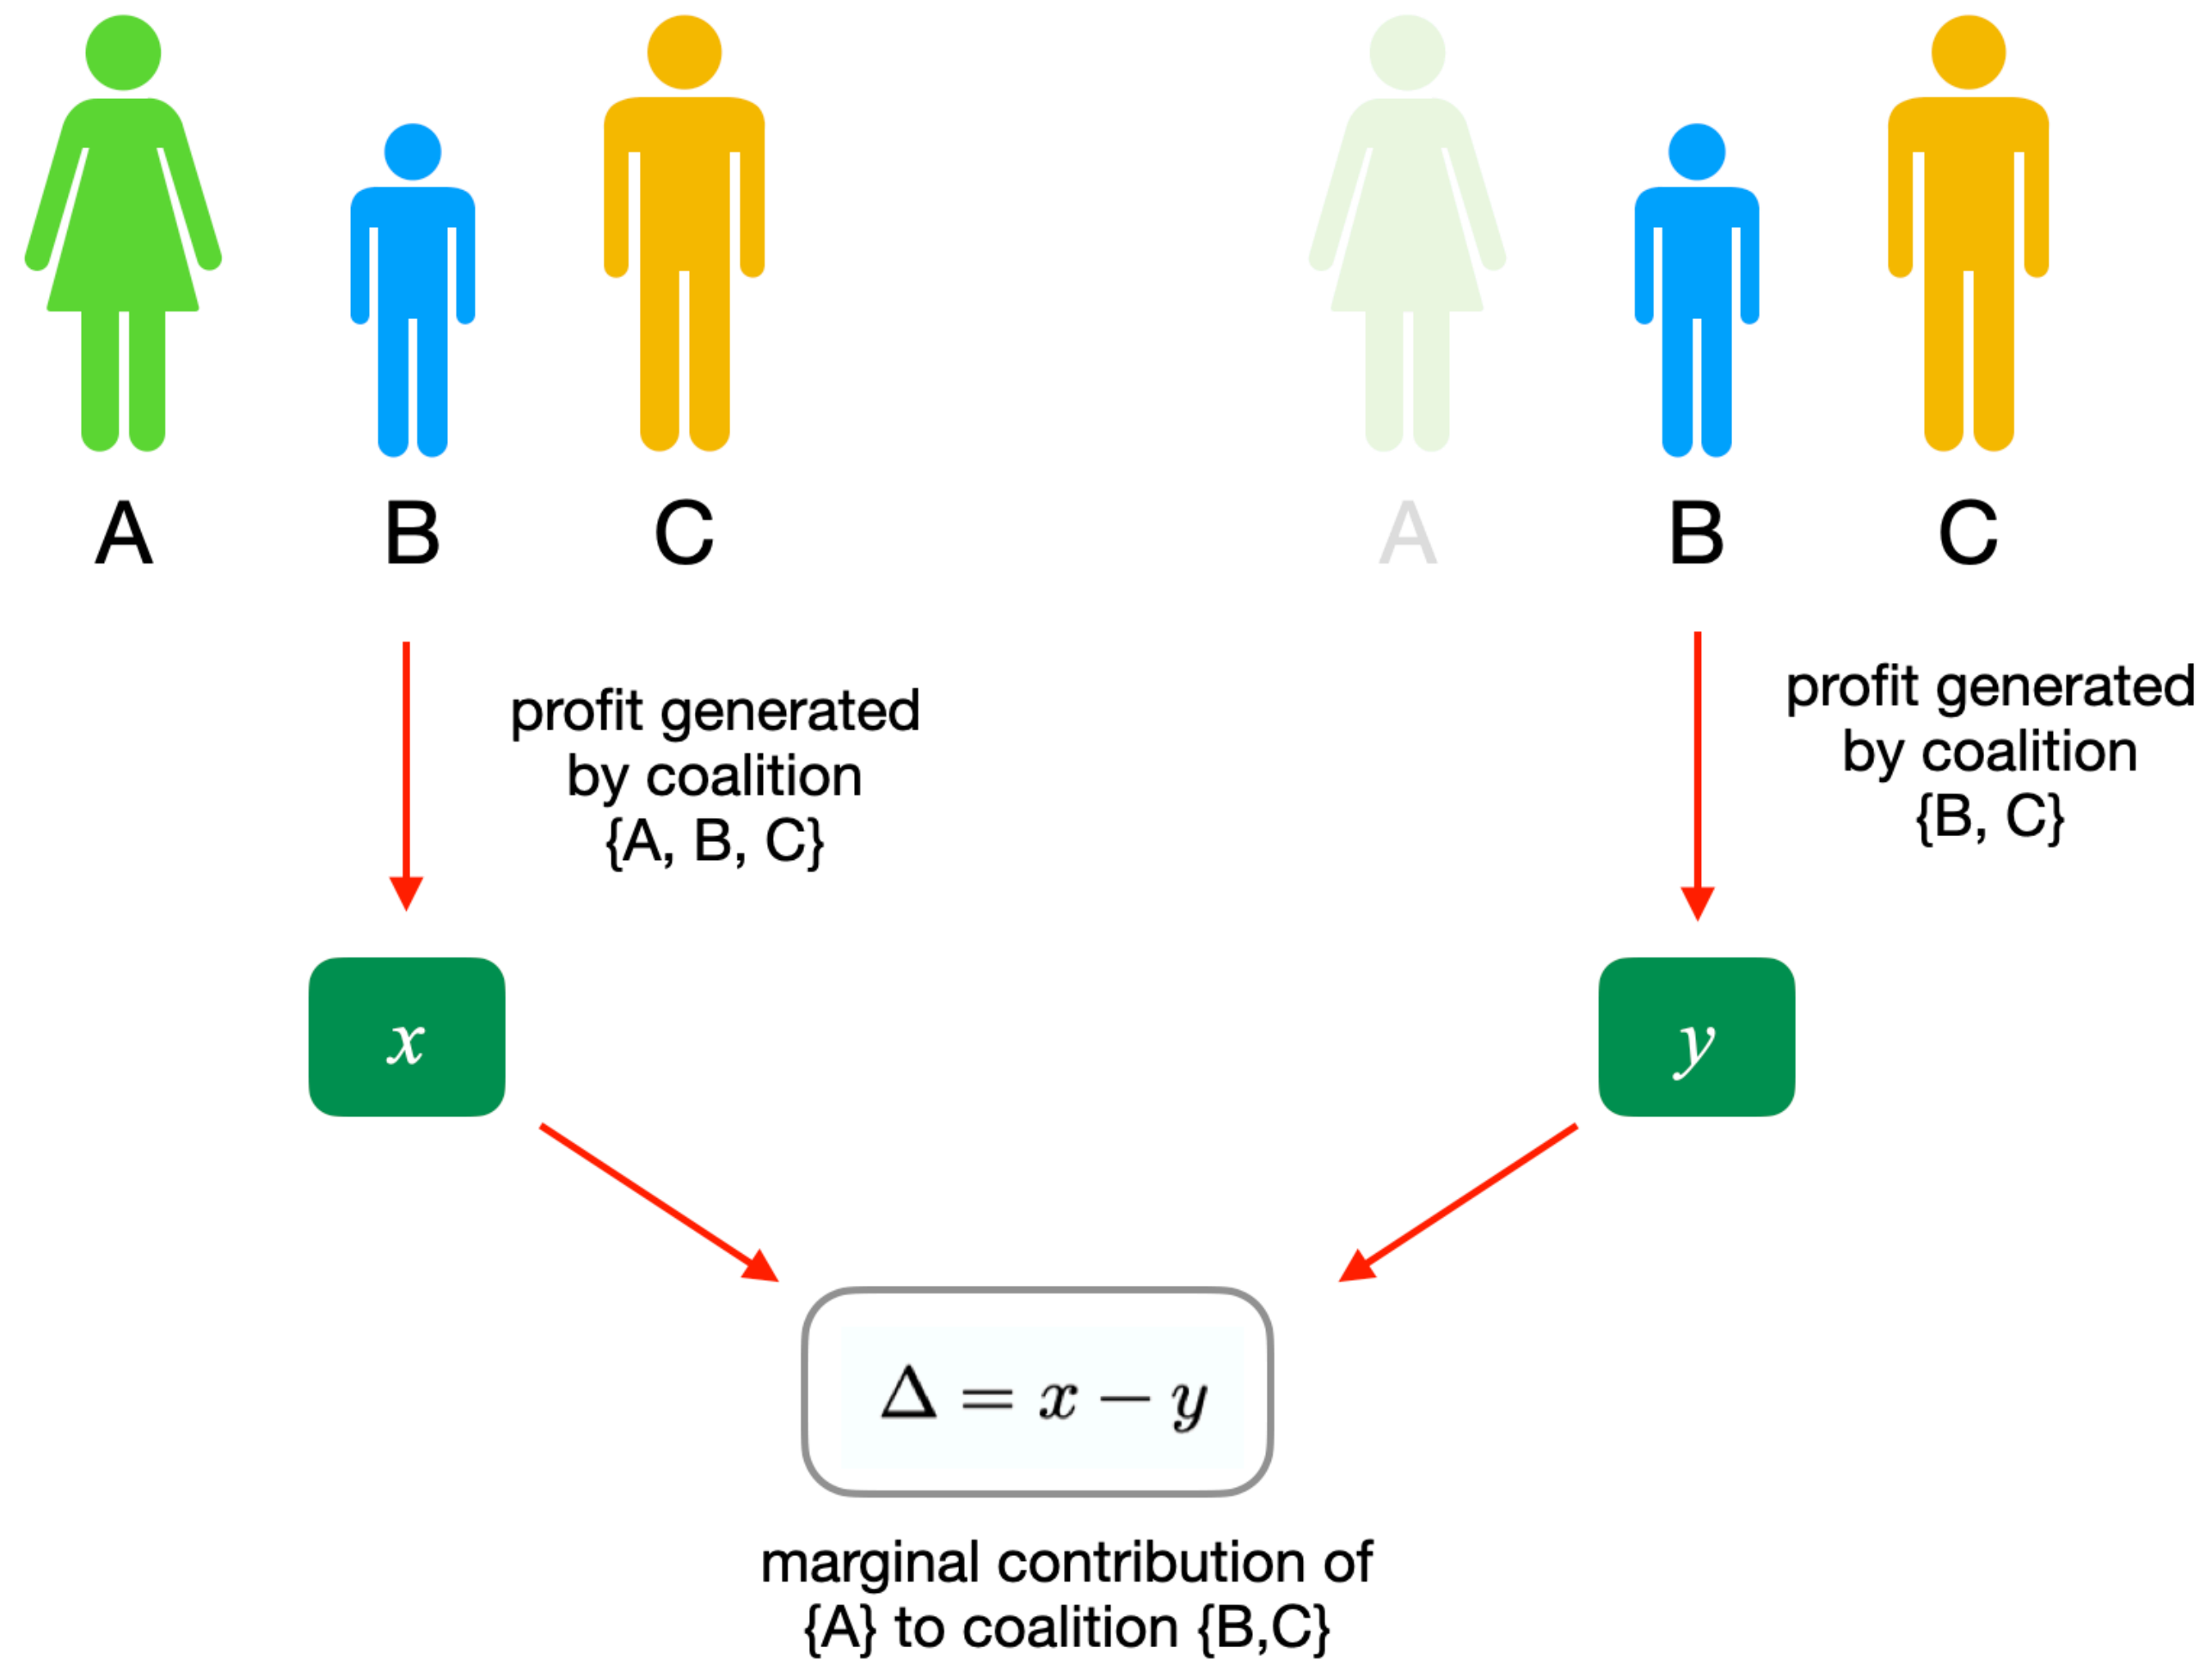 A B C
A B C
profit generated
by coalition
{A, B, C}
profit generated
by coalition
{B, C}
x
y
Δ = x − y
marginal contribution of
{A} to coalition {B,C}